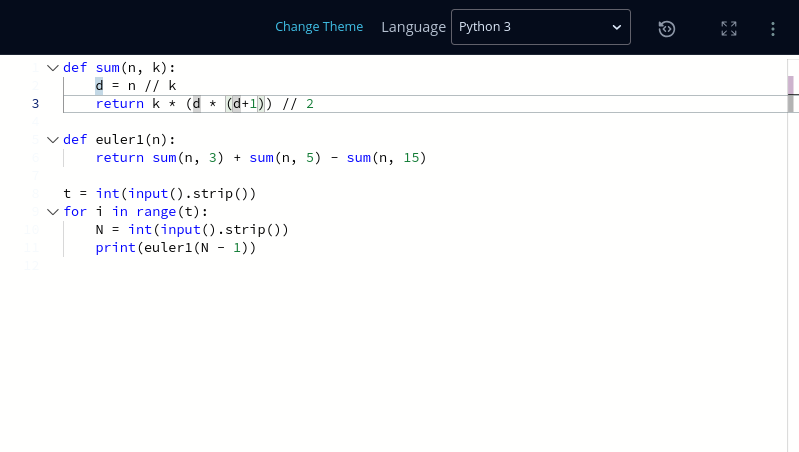 Change Theme Language Python 3
1 def sum(n, k):
2 d = n // k
3 return k * (d * (d+1)) // 2
4
5 def euler1(n):
6 return sum(n, 3) + sum(n, 5) - sum(n, 15)
7
8 t = int(input().strip())
9 for i in range(t):
10 N = int(input().strip())
11 print(euler1(N - 1))
12